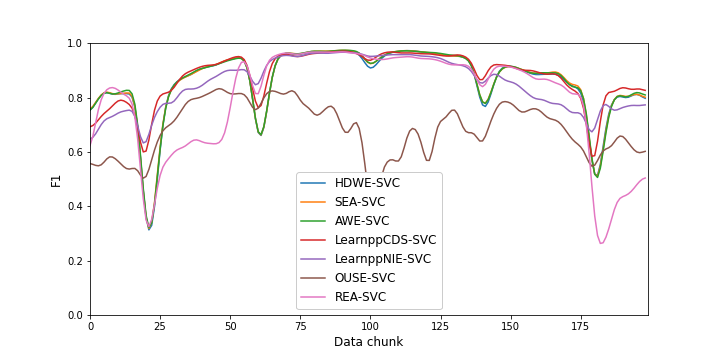 1.0
0.8
0.6
0.4
0.2
0.0
F1
HDWE-SVC
SEA-SVC
AWE-SVC
LearnppCDS-SVC
LearnppNIE-SVC
OUSE-SVC
REA-SVC
0 25 50 75 100 125 150 175
Data chunk